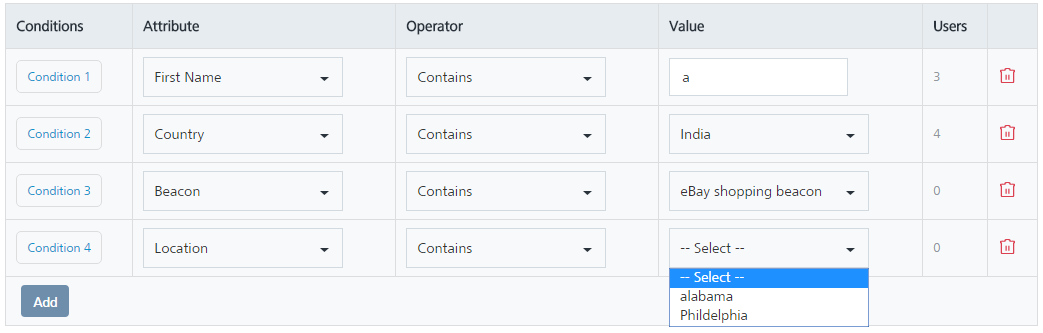 Conditions Attribute Operator Value Users
Condition 1 First Name Contains a 3
Condition 2 Country Contains India 4
Condition 3 Beacon Contains eBay shopping beacon 0
Condition 4 Location Contains -- Select -- 0
-- Select --
alabama
Phildelphia
Add